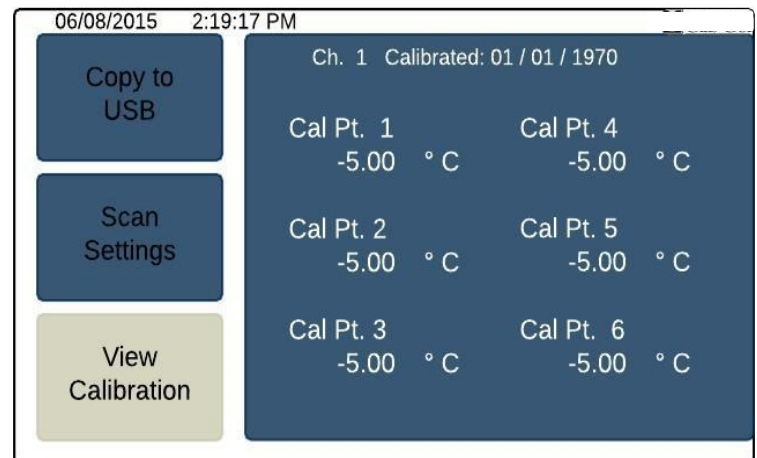 06/08/2015 2:19:17 PM
Copy to
USB
Scan
Settings
View
Calibration
Ch. 1 Calibrated: 01 / 01 / 1970
Cal Pt. 1
-5.00 ° C
Cal Pt. 4
-5.00 ° C
Cal Pt. 2
-5.00 ° C
Cal Pt. 5
-5.00 ° C
Cal Pt. 3
-5.00 ° C
Cal Pt. 6
-5.00 ° C